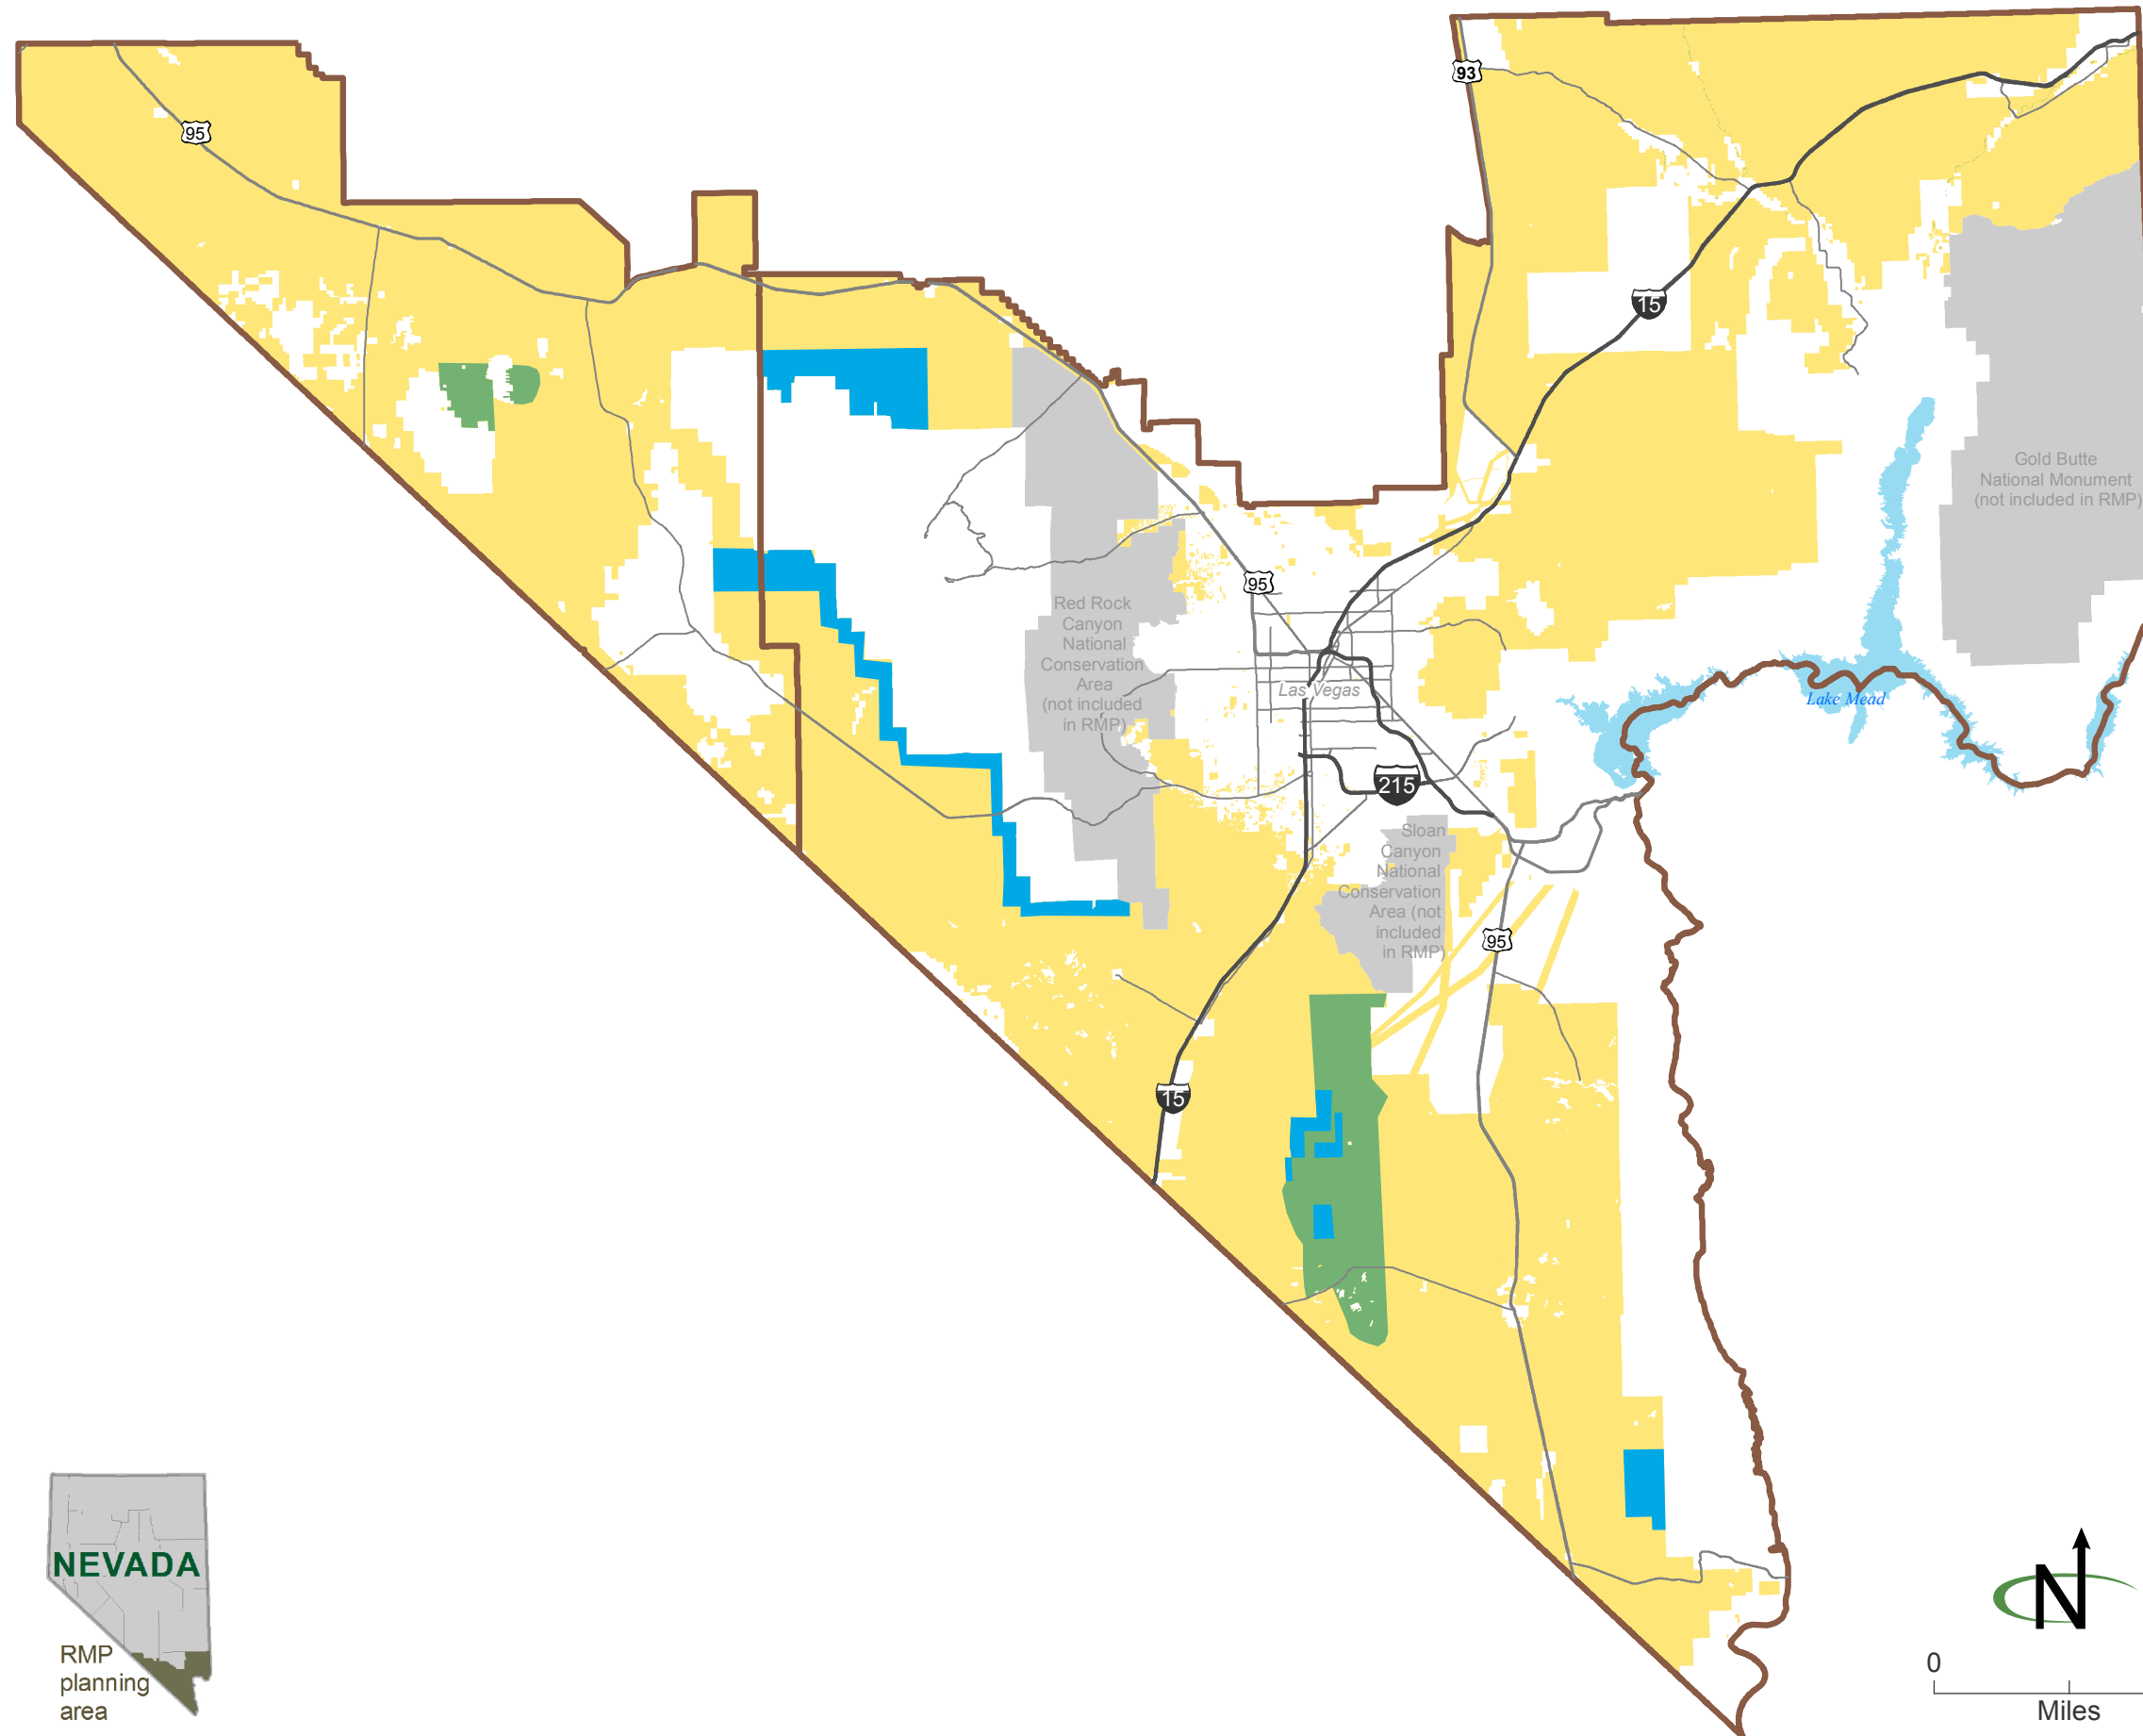 93
95
15
Gold Butte
National Monument
(not included in RMP)
95
Red Rock
Canyon
National
Conservation
Area
(not included
in RMP)
Las Vegas
Lake Mead
215
Sloan
Canyon
National
Conservation
Area (not
included
in RMP)
95
15
NEVADA
RMP
planning
area
N
0
Miles